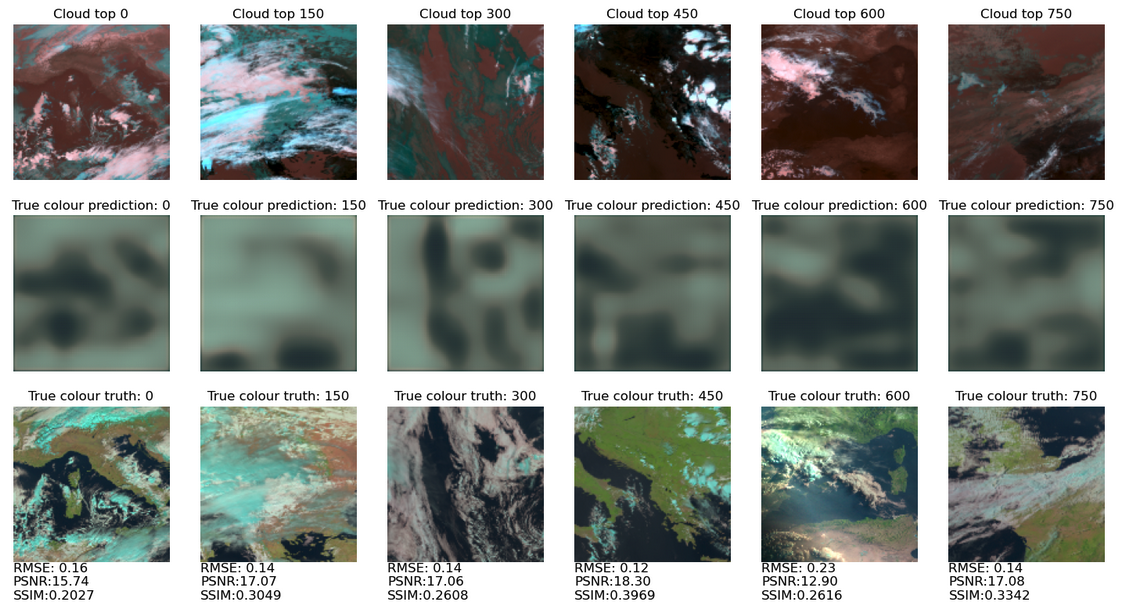 Cloud top 0
Cloud top 150
Cloud top 300
Cloud top 450
Cloud top 600
Cloud top 750
True colour prediction: 0
True colour prediction: 150
True colour prediction: 300
True colour prediction: 450
True colour prediction: 600
True colour prediction: 750
True colour truth: 0
True colour truth: 150
True colour truth: 300
True colour truth: 450
True colour truth: 600
True colour truth: 750
RMSE: 0.16
PSNR:15.74
SSIM:0.2027
RMSE: 0.14
PSNR:17.07
SSIM:0.3049
RMSE: 0.14
PSNR:17.06
SSIM:0.2608
RMSE: 0.12
PSNR:18.30
SSIM:0.3969
RMSE: 0.23
PSNR:12.90
SSIM:0.2616
RMSE: 0.14
PSNR:17.08
SSIM:0.3342